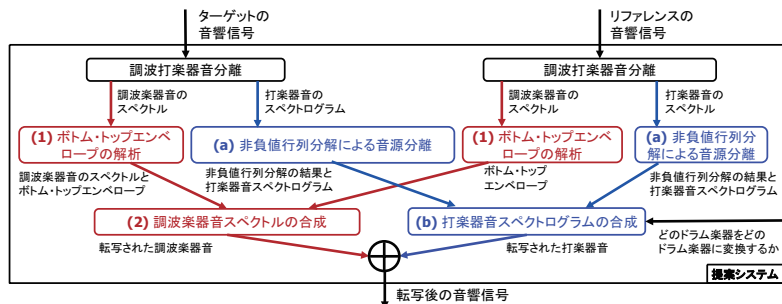 ターゲットの
音響信号
リファレンスの
音響信号
調波打楽器音分離
調波打楽器音分離
調波楽器音の
スペクトル
打楽器音の
スペクトログラム
調波楽器音の
スペクトル
打楽器音の
スペクトル
(1) ボトム・トップエンベ
ロープの解析
(a) 非負値行列分解による音源分離
(1) ボトム・トップエンベ
ロープの解析
(a) 非負値行列分
解による音源分離
調波楽器音のスペクトルと
ボトム・トップエンベロープ
非負値行列分解の結果と
打楽器音スペクトログラム
ボトム・トップ
エンベロープ
非負値行列分解の結果と
打楽器音スペクトログラム
(2) 調波楽器音スペクトルの合成
(b) 打楽器音スペクトログラムの合成
どのドラム楽器をどの
ドラム楽器に変換するか
転写された調波楽器音
転写された打楽器音
提案システム
転写後の音響信号